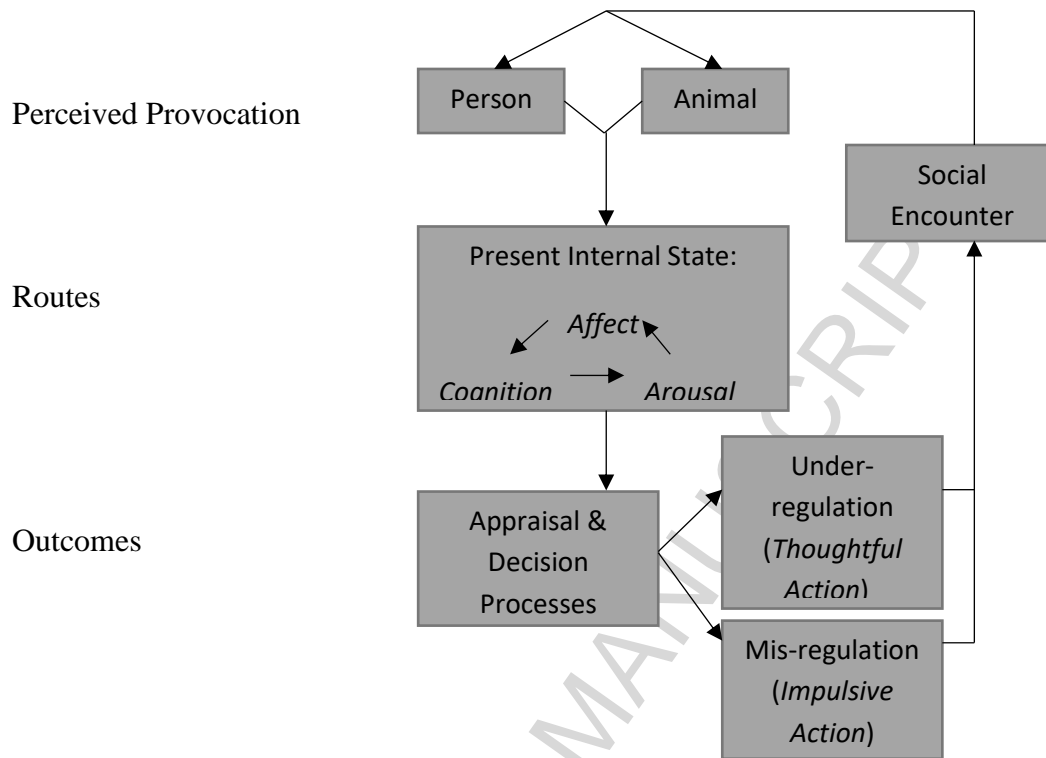 Person
Animal
Perceived Provocation
Social
Encounter
Present Internal State:
Routes
Affect
Cognition
Arousal
Under-
regulation
(Thoughtful
Action)
Appraisal &
Decision
Processes
Outcomes
Mis-regulation
(Impulsive
Action)
MANUSCRIP